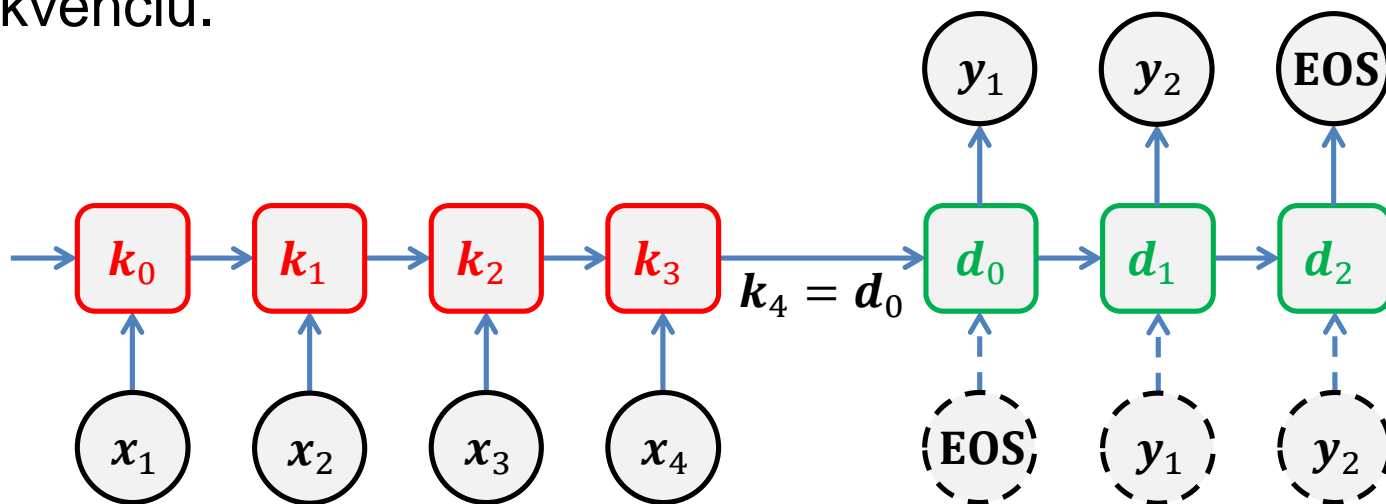 kvenciu.
y₁ y₂ EOS
k₀ k₁ k₂ k₃ d₀ d₁ d₂
k₄ = d₀
x₁ x₂ x₃ x₄ EOS y₁ y₂